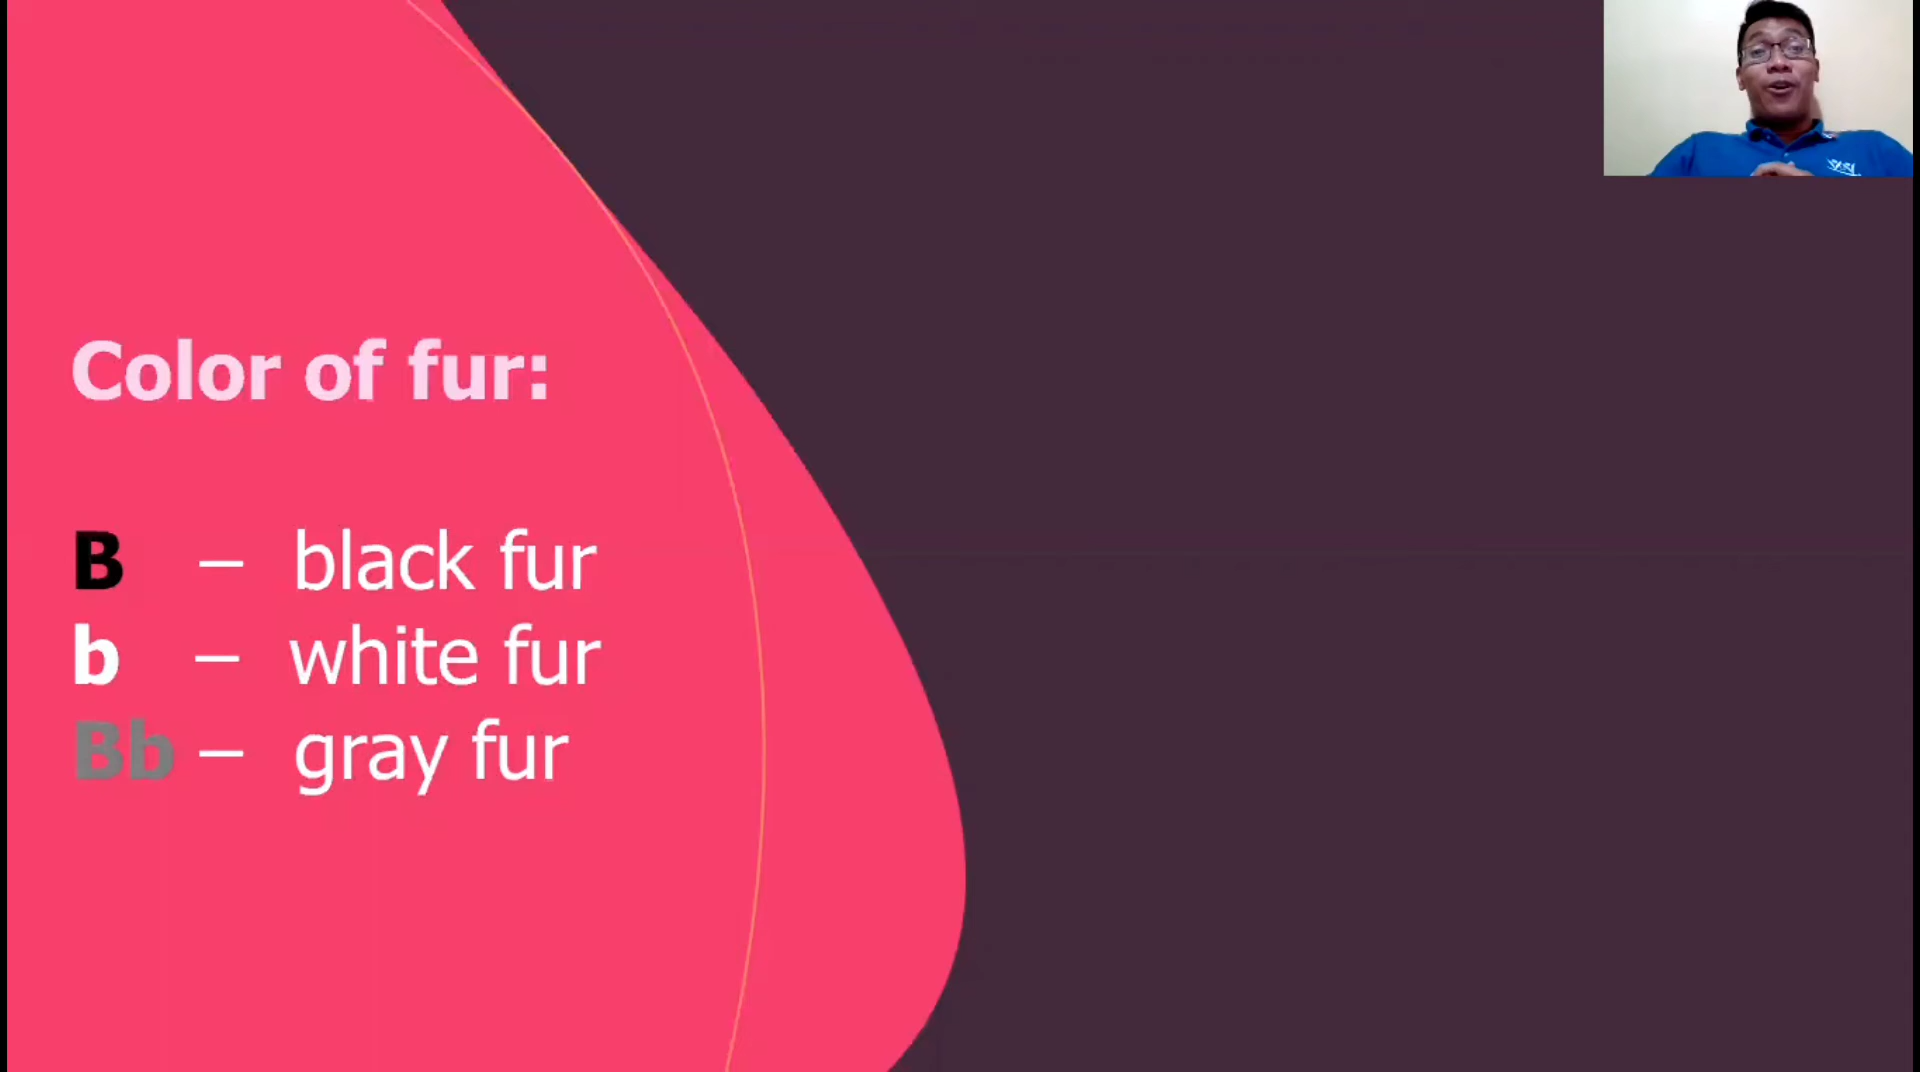 Color of fur:
B – black fur
b – white fur
Bb – gray fur